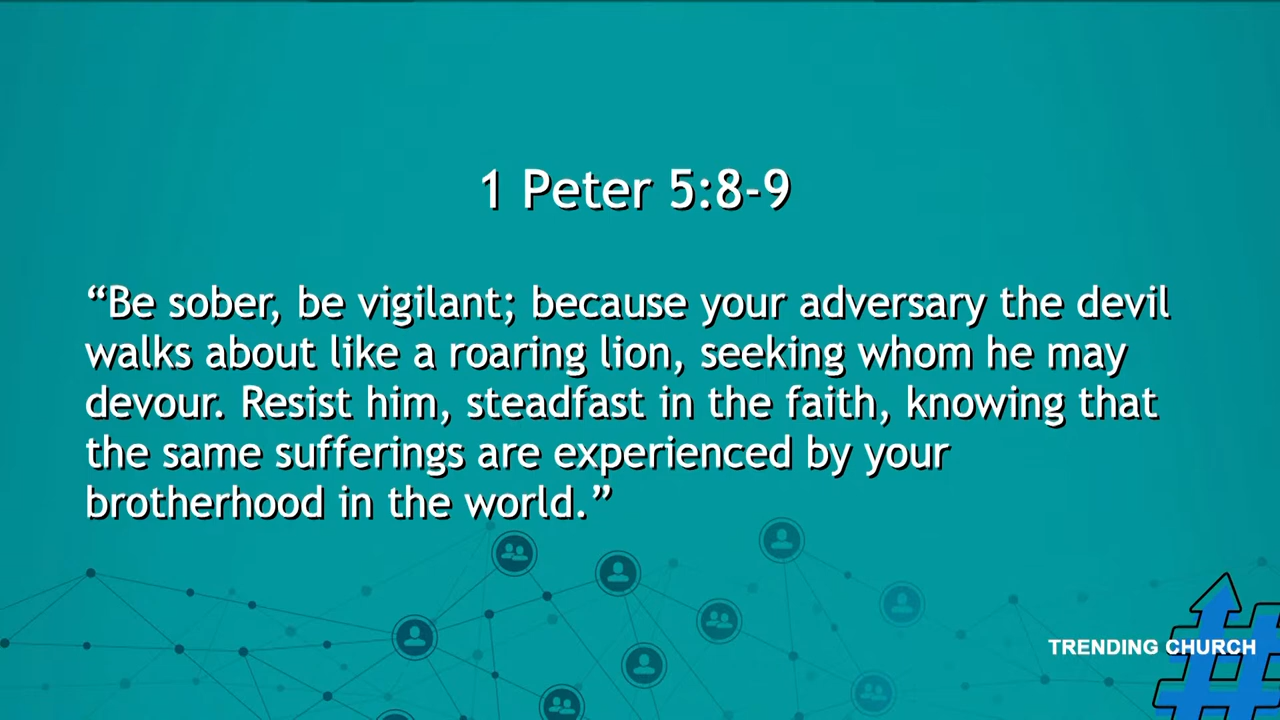 1 Peter 5:8-9
“Be sober, be vigilant; because your adversary the devil
walks about like a roaring lion, seeking whom he may
devour. Resist him, steadfast in the faith, knowing that
the same sufferings are experienced by your
brotherhood in the world.”
TRENDING CHURCH